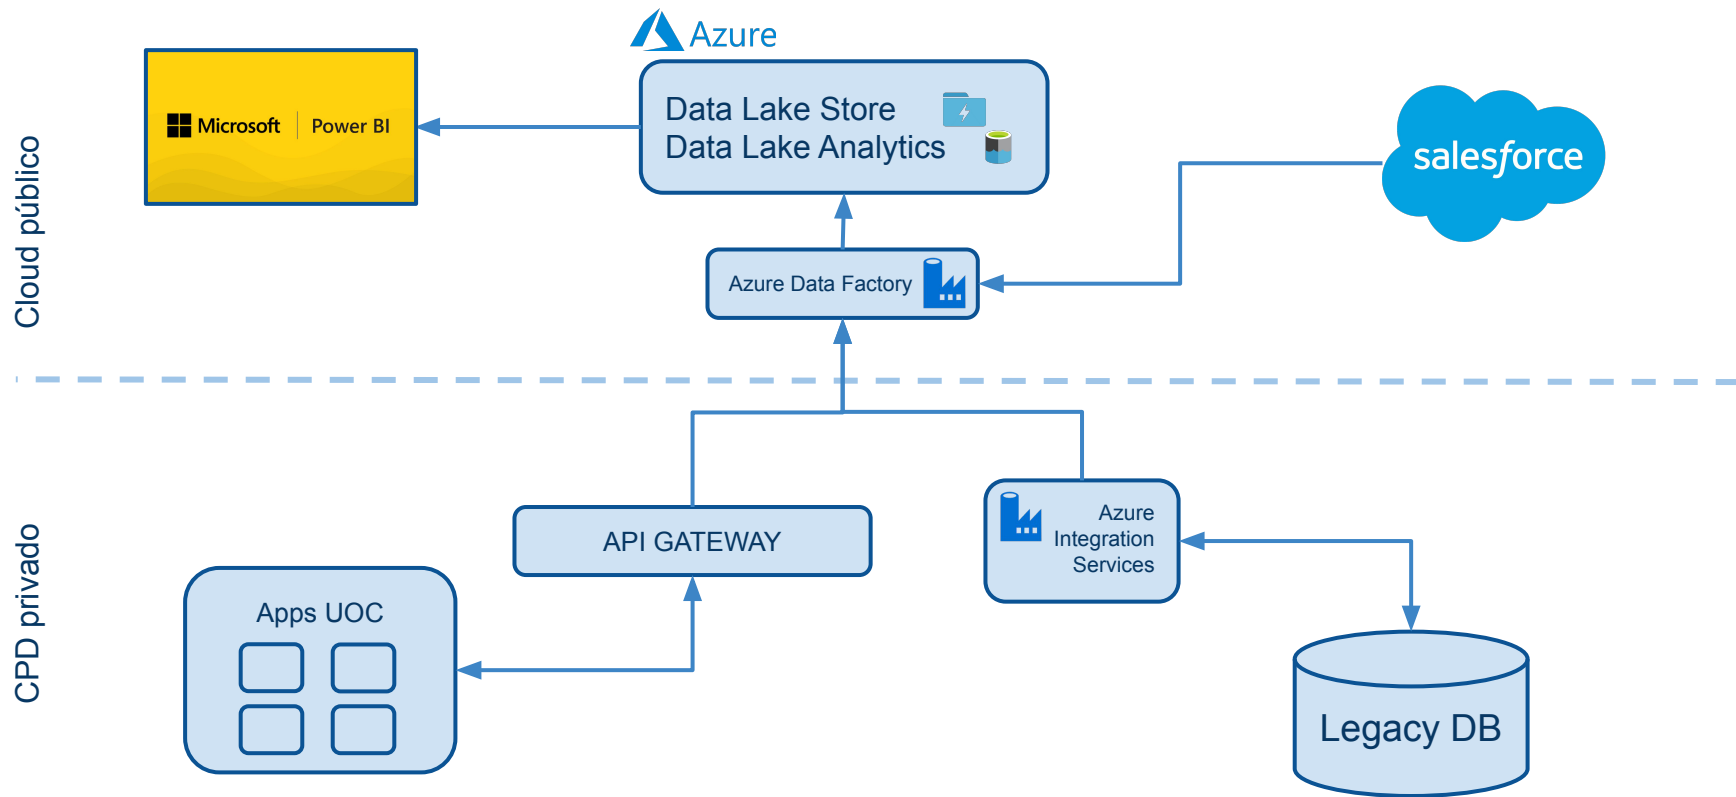 Azure
Microsoft | Power BI
Data Lake Store
Data Lake Analytics
salesforce
Cloud público
Azure Data Factory
API GATEWAY
Azure
Integration
Services
CPD privado
Apps UOC
Legacy DB